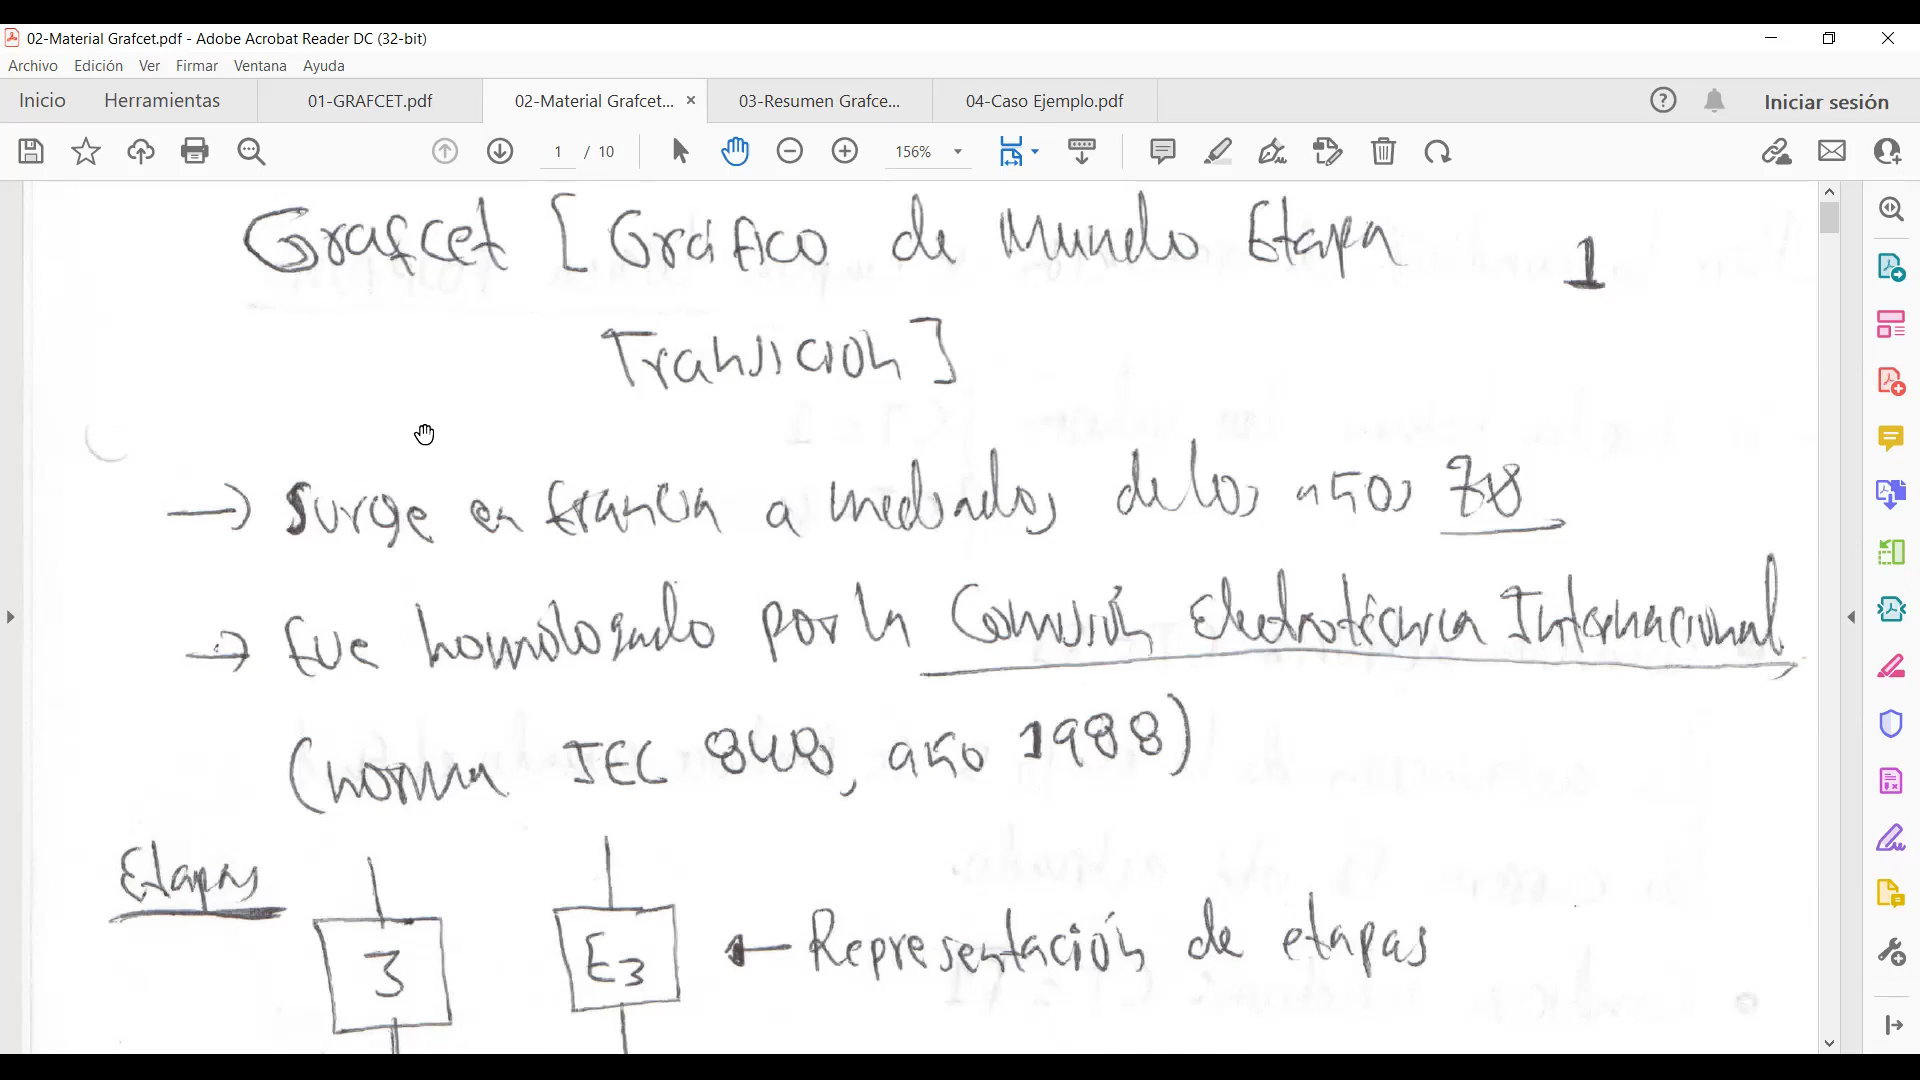 02-Material Grafcet.pdf - Adobe Acrobat Reader DC (32-bit)
Archivo Edición Ver Firmar Ventana Ayuda
Inicio Herramientas 01-GRAFCET.pdf 02-Material Grafcet... × 03-Resumen Grafce... 04-Caso Ejemplo.pdf Iniciar sesión
1 / 10 156%
Grafcet [Gráfico de Mundo Etapa 1
Transición]
→ Surge en francia a mediados de los años 70
→ Fue homologado por la Comisión Electrotécnica Internacional
(norma IEC 848, año 1988)
Etapas
3 E3 ← Representación de etapas